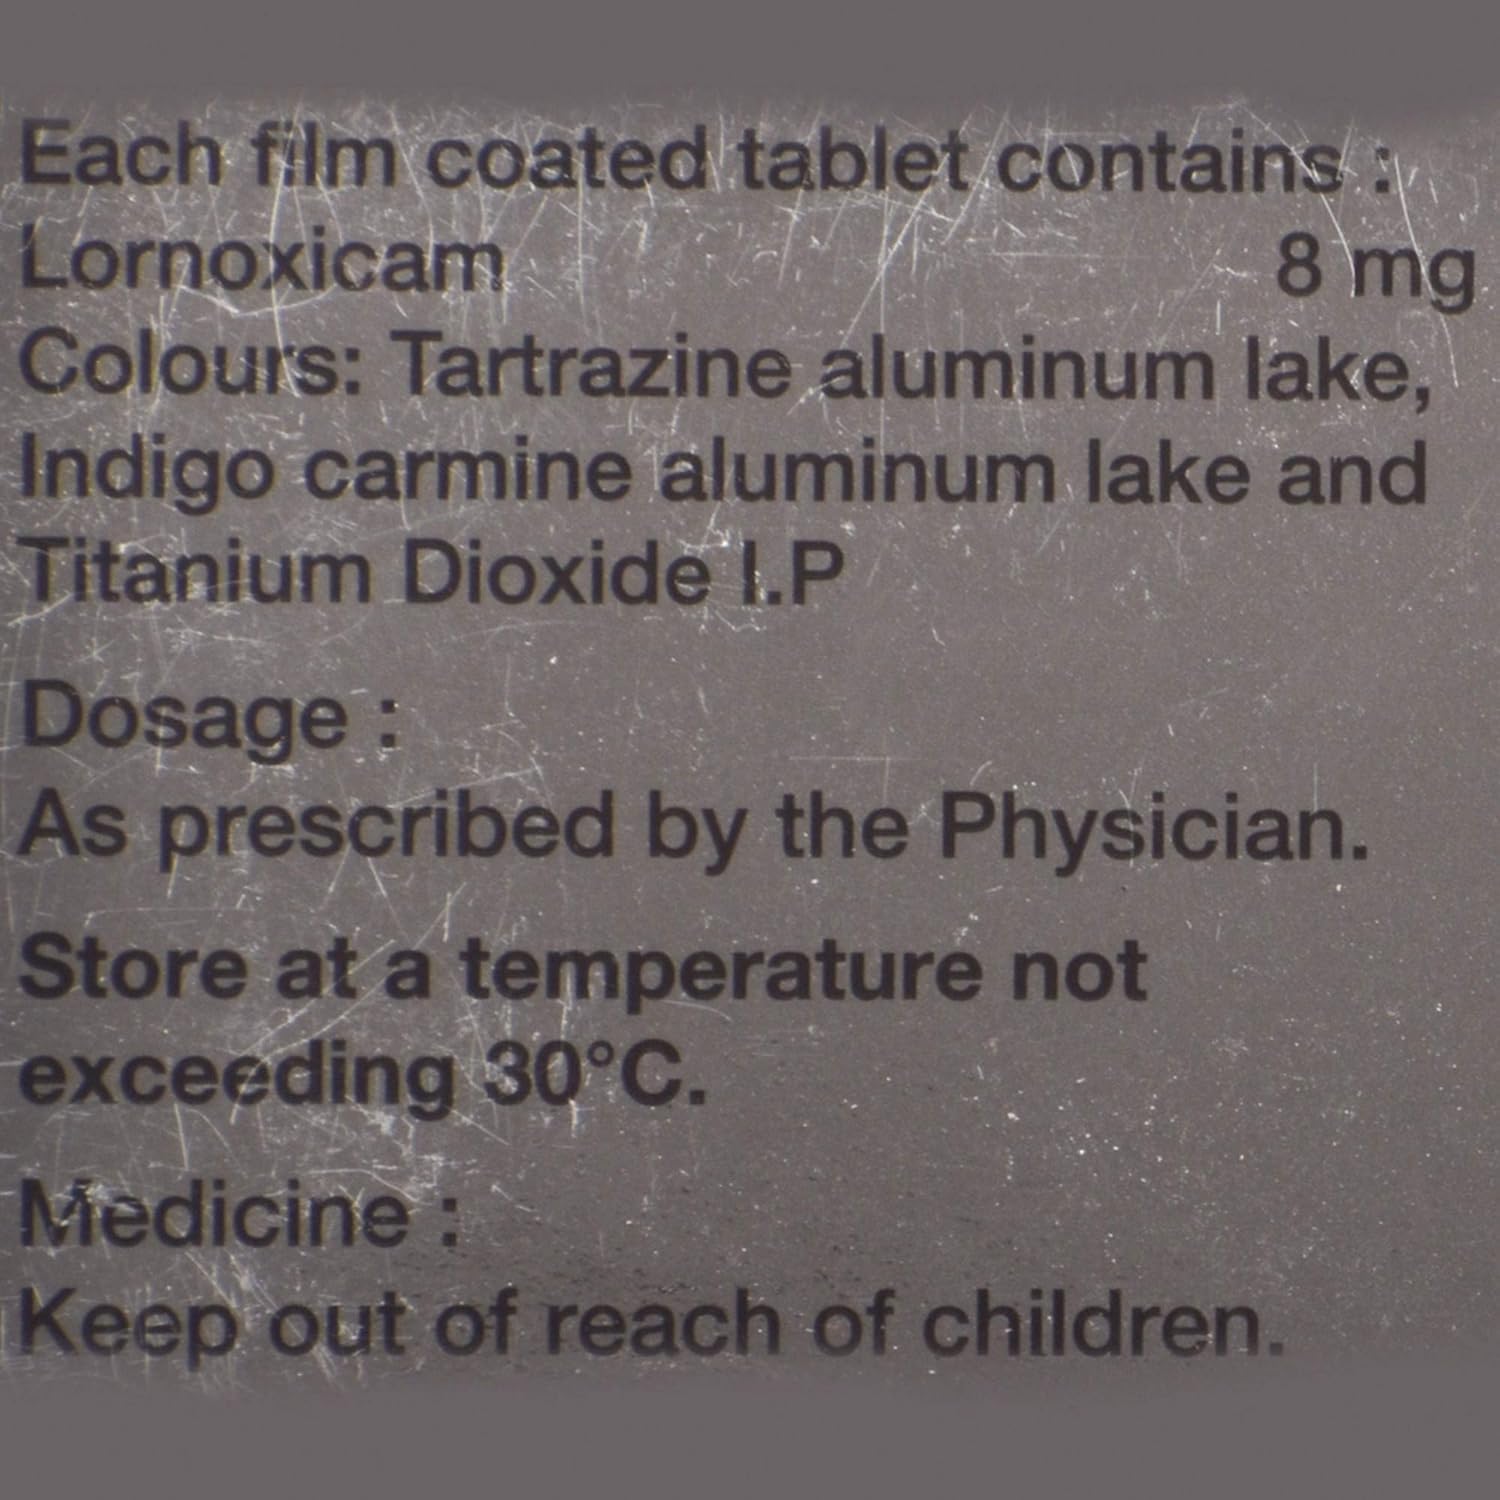 Each film coated tablet contains :
Lornoxicam 8 mg
Colours: Tartrazine aluminum lake,
Indigo carmine aluminum lake and
Titanium Dioxide I.P
Dosage :
As prescribed by the Physician.
Store at a temperature not
exceeding 30°C.
Medicine :
Keep out of reach of children.